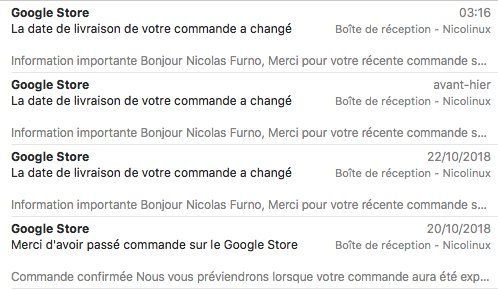 Google Store 03:16
La date de livraison de votre commande a changé Boîte de réception - Nicolinux
Information importante Bonjour Nicolas Furno, Merci pour votre récente commande s...
Google Store avant-hier
La date de livraison de votre commande a changé Boîte de réception - Nicolinux
Information importante Bonjour Nicolas Furno, Merci pour votre récente commande s...
Google Store 22/10/2018
La date de livraison de votre commande a changé Boîte de réception - Nicolinux
Information importante Bonjour Nicolas Furno, Merci pour votre récente commande s...
Google Store 20/10/2018
Merci d'avoir passé commande sur le Google Store Boîte de réception - Nicolinux
Commande confirmée Nous vous préviendrons lorsque votre commande aura été exp...